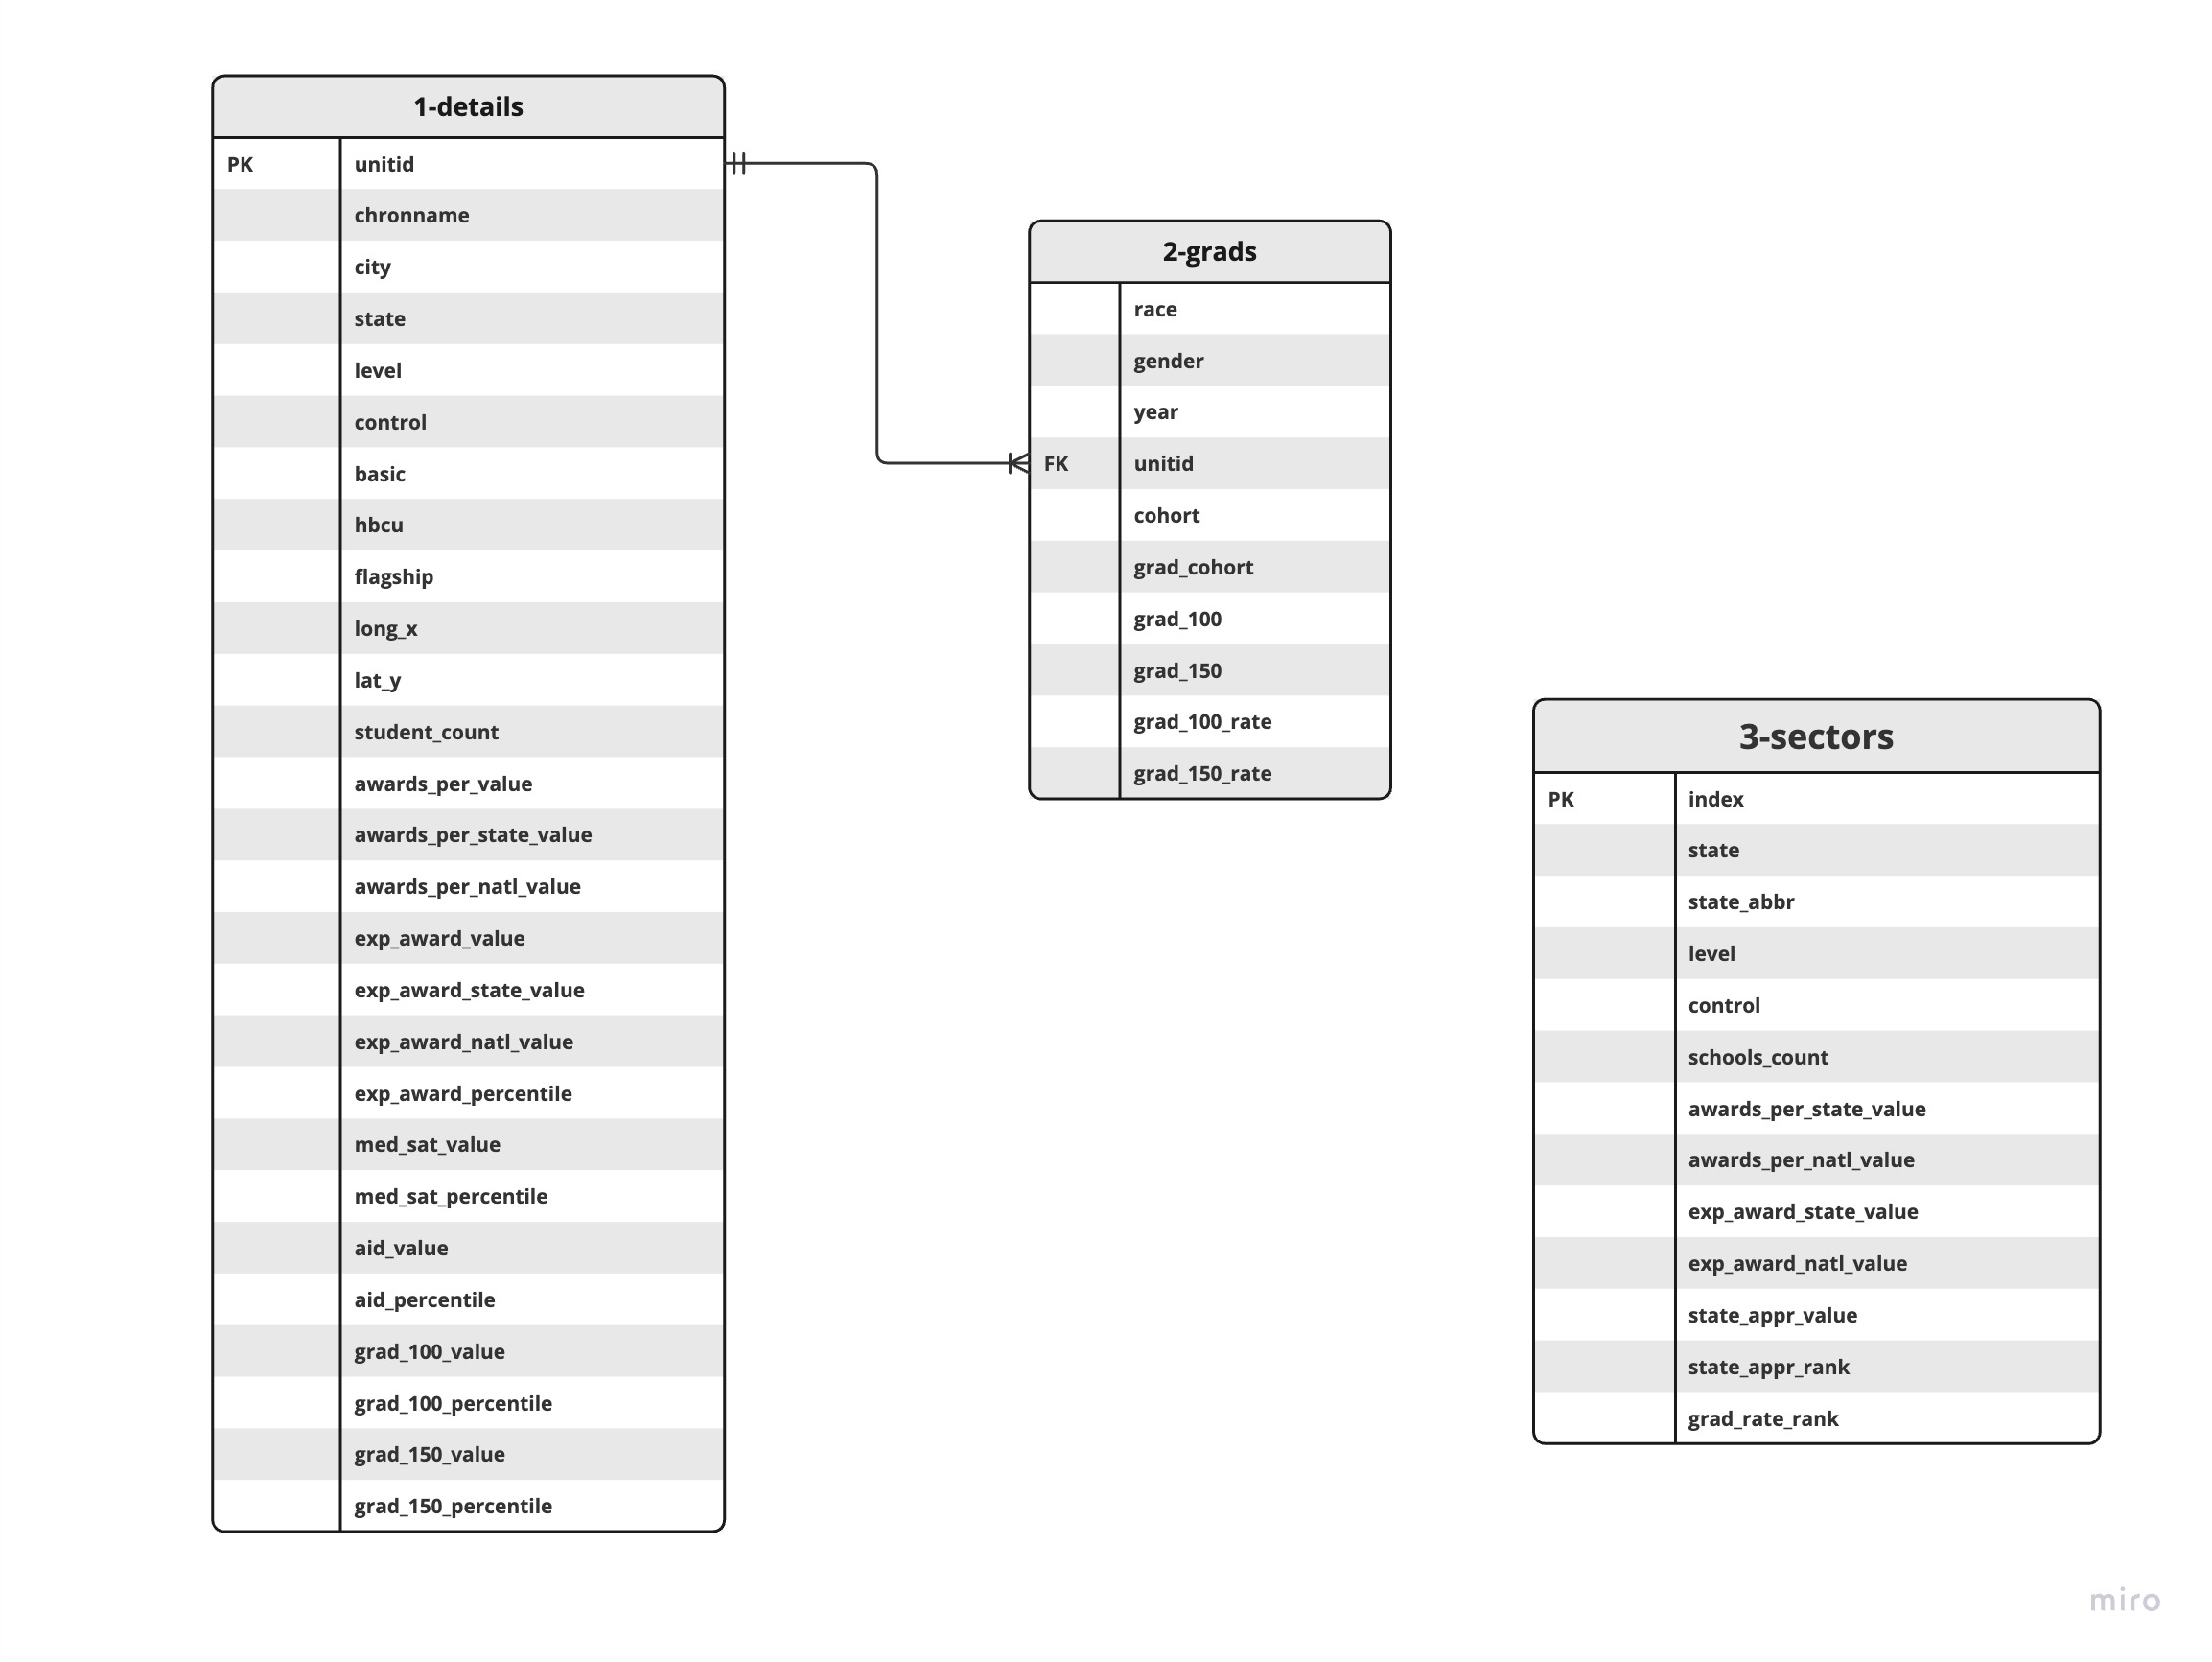 1-details
PK unitid
chronname
city
state
level
control
basic
hbcu
flagship
long_x
lat_y
student_count
awards_per_value
awards_per_state_value
awards_per_natl_value
exp_award_value
exp_award_state_value
exp_award_natl_value
exp_award_percentile
med_sat_value
med_sat_percentile
aid_value
aid_percentile
grad_100_value
grad_100_percentile
grad_150_value
grad_150_percentile
2-grads
race
gender
year
FK unitid
cohort
grad_cohort
grad_100
grad_150
grad_100_rate
grad_150_rate
3-sectors
PK index
state
state_abbr
level
control
schools_count
awards_per_state_value
awards_per_natl_value
exp_award_state_value
exp_award_natl_value
state_appr_value
state_appr_rank
grad_rate_rank
miro